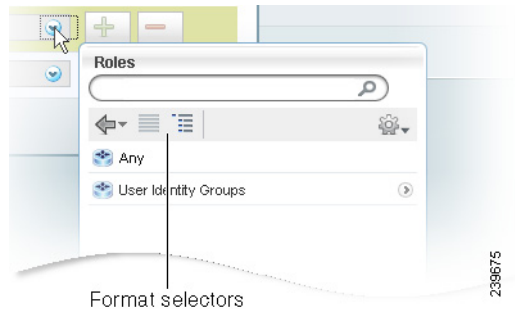 Roles
Any
User Identity Groups
Format selectors
239675